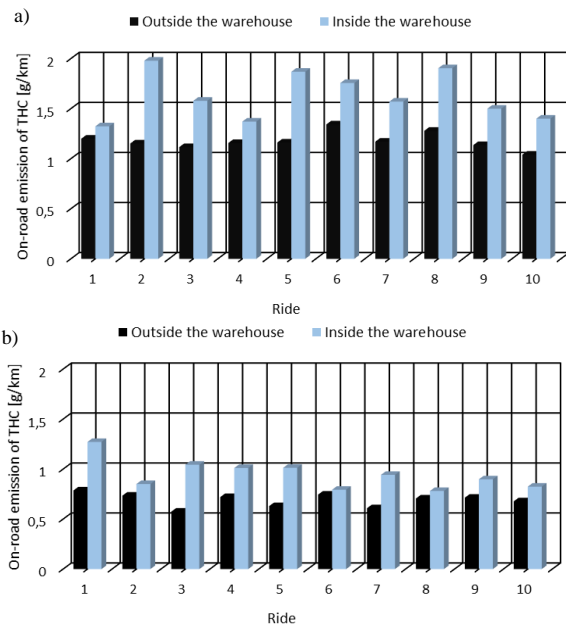 a)
Outside the warehouse Inside the warehouse
On-road emission of THC [g/km]
2
1,5
1
0,5
0
1 2 3 4 5 6 7 8 9 10
Ride
b)
Outside the warehouse Inside the warehouse
On-road emission of THC [g/km]
2
1,5
1
0,5
0
1 2 3 4 5 6 7 8 9 10
Ride